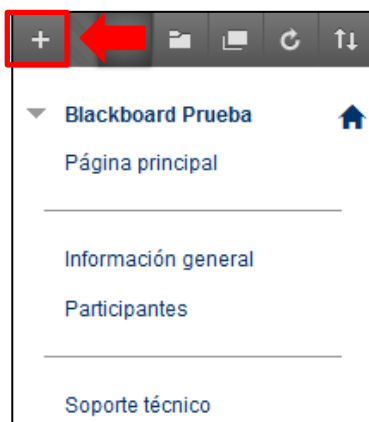 Blackboard Prueba
Página principal
Información general
Participantes
Soporte técnico